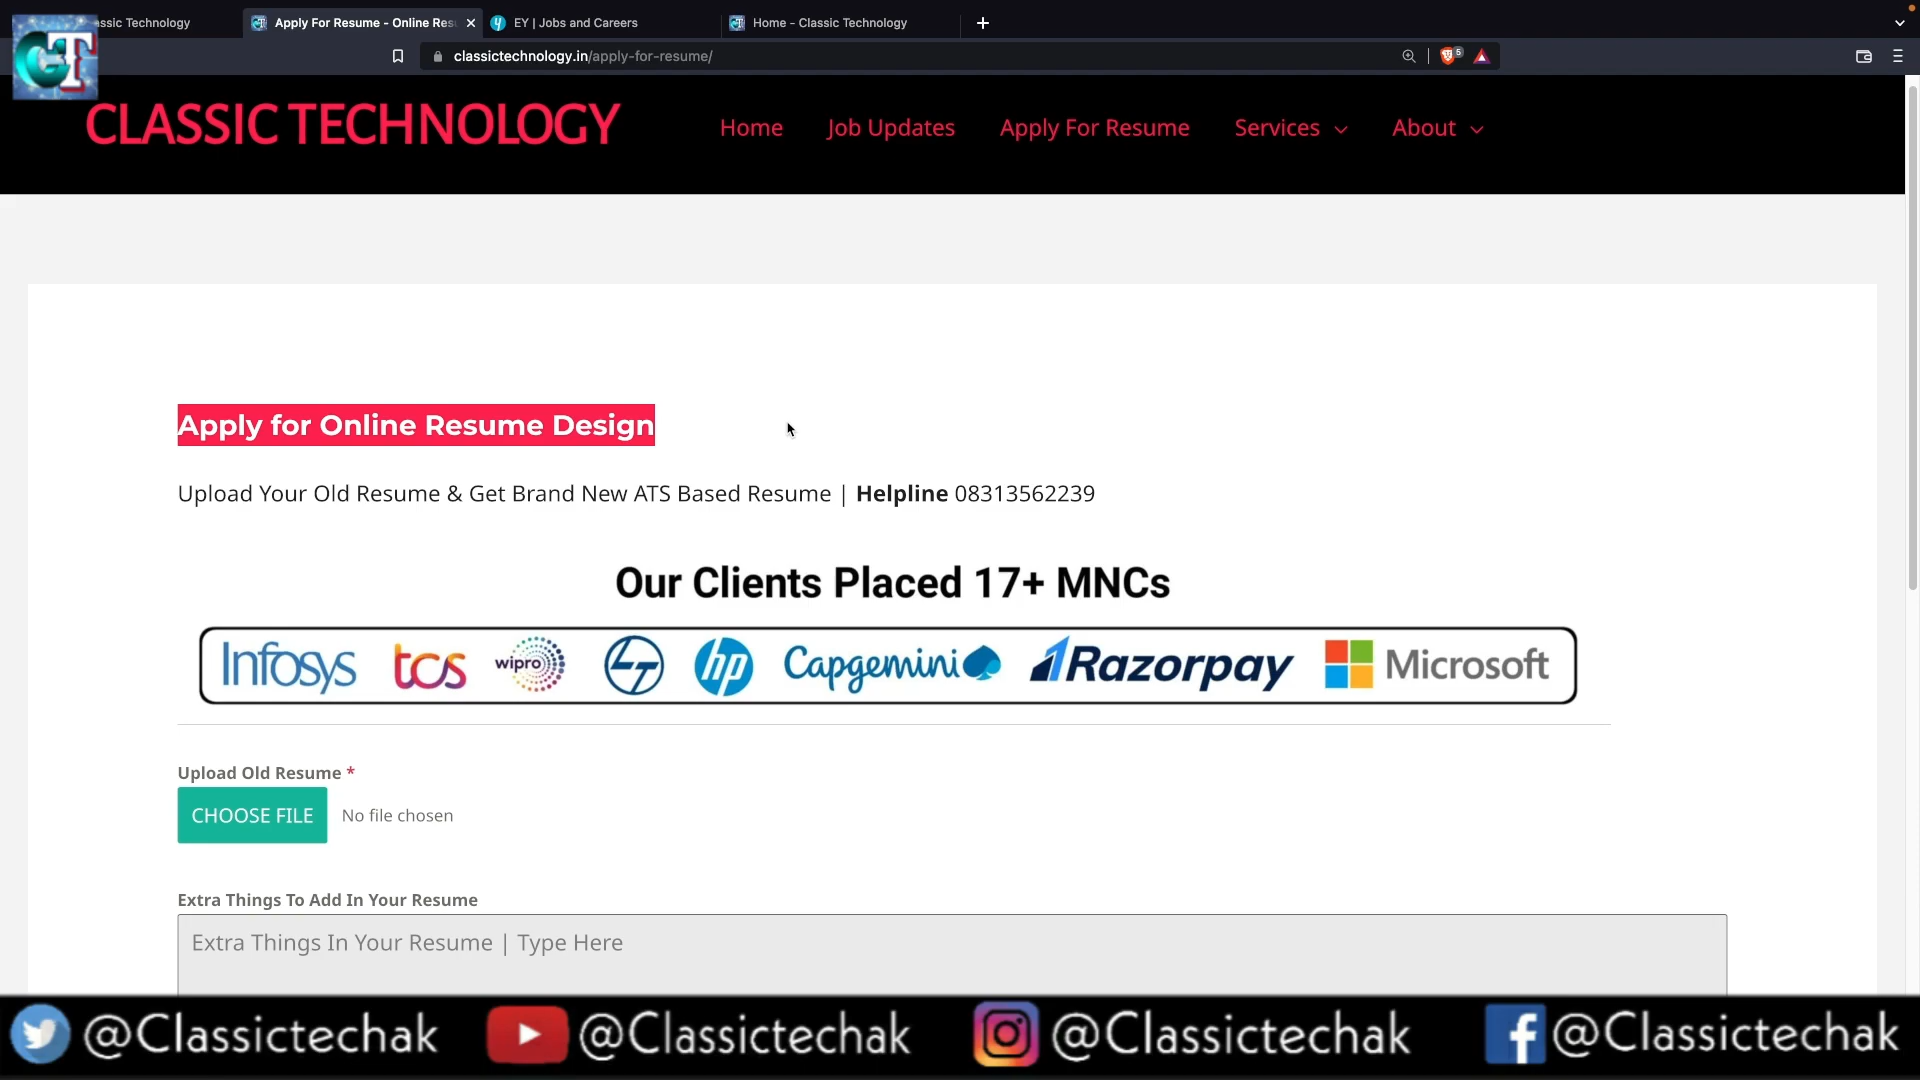 ssic Technology
Apply For Resume - Online Res
EY | Jobs and Careers
Home - Classic Technology
classictechnology.in/apply-for-resume/
5
CT
CLASSIC TECHNOLOGY
Home
Job Updates
Apply For Resume
Services
About
Apply for Online Resume Design
Upload Your Old Resume & Get Brand New ATS Based Resume | Helpline 08313562239
Our Clients Placed 17+ MNCs
Infosys
tcs
wipro
LT
hp
Capgemini
Razorpay
Microsoft
Upload Old Resume *
CHOOSE FILE
No file chosen
Extra Things To Add In Your Resume
Extra Things In Your Resume | Type Here
@Classictechak
@Classictechak
@Classictechak
@Classictechak